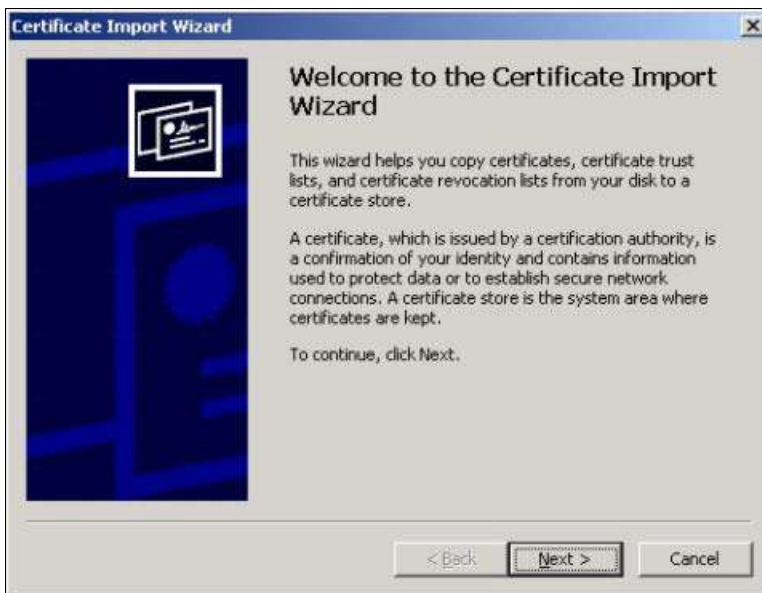 Certificate Import Wizard
Welcome to the Certificate Import
Wizard
This wizard helps you copy certificates, certificate trust
lists, and certificate revocation lists from your disk to a
certificate store.
A certificate, which is issued by a certification authority, is
a confirmation of your identity and contains information
used to protect data or to establish secure network
connections. A certificate store is the system area where
certificates are kept.
To continue, click Next.
< Back Next > Cancel